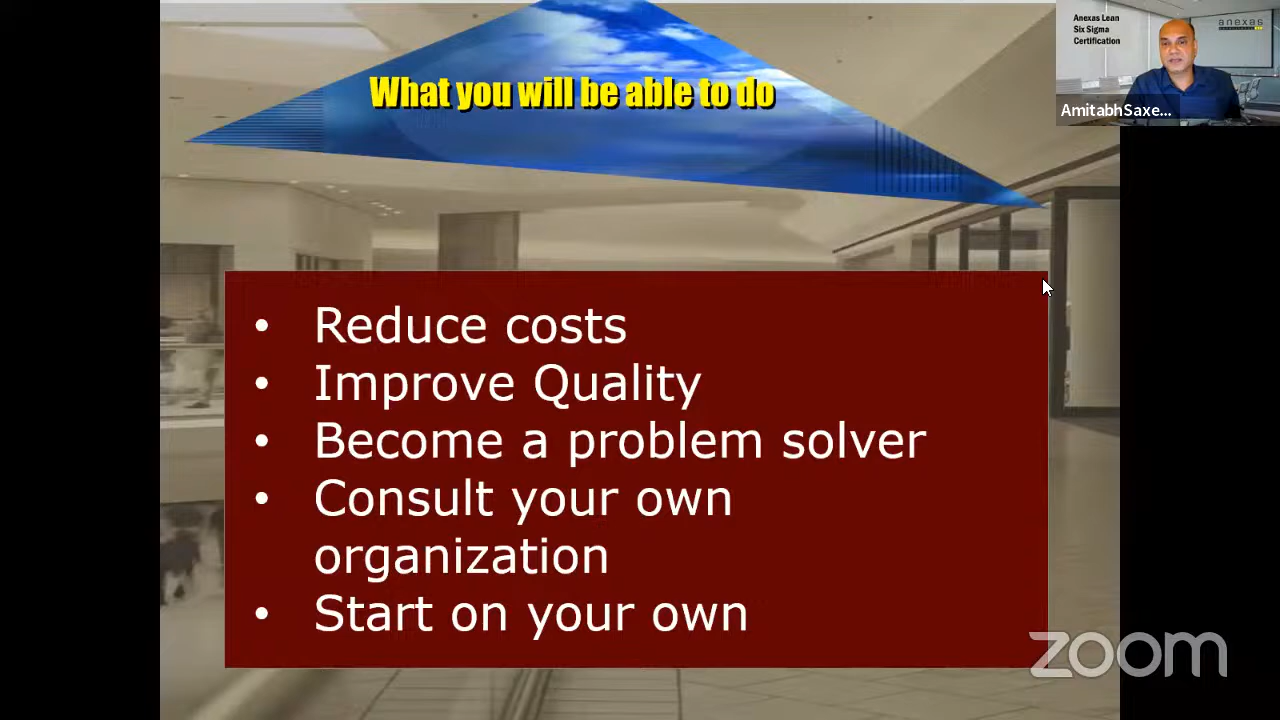 What you will be able to do
Anexas Lean
Six Sigma
Certification
anexas
AmitabhSaxe...
• Reduce costs
• Improve Quality
• Become a problem solver
• Consult your own
organization
• Start on your own
zoom